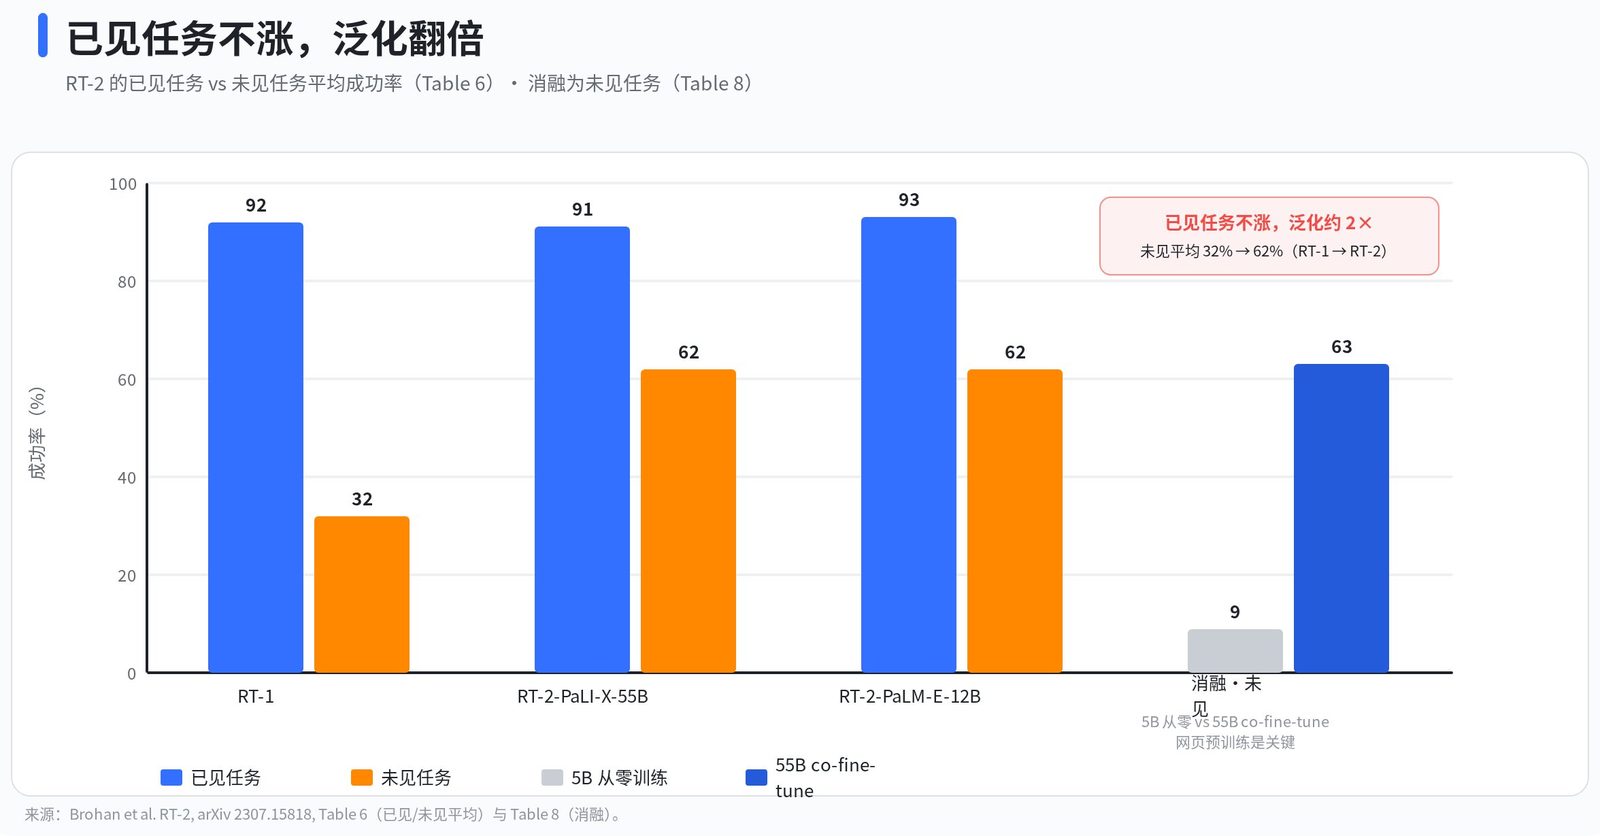 已见任务不涨，泛化翻倍
RT-2 的已见任务 vs 未见任务平均成功率（Table 6）· 消融为未见任务（Table 8）
已见任务不涨，泛化约 2×
未见平均 32%→62%（RT-1→RT-2）
成功率（%）
100
80
60
40
20
0
92
32
91
62
93
62
9
63
RT-1
RT-2-PaLI-X-55B
RT-2-PaLM-E-12B
消融·未
见
5B 从零 vs 55B co-fine-tune
网页预训练是关键
已见任务
未见任务
5B 从零训练
55B co-fine-
tune
来源：Brohan et al. RT-2, arXiv 2307.15818, Table 6（已见/未见平均）与 Table 8（消融）。